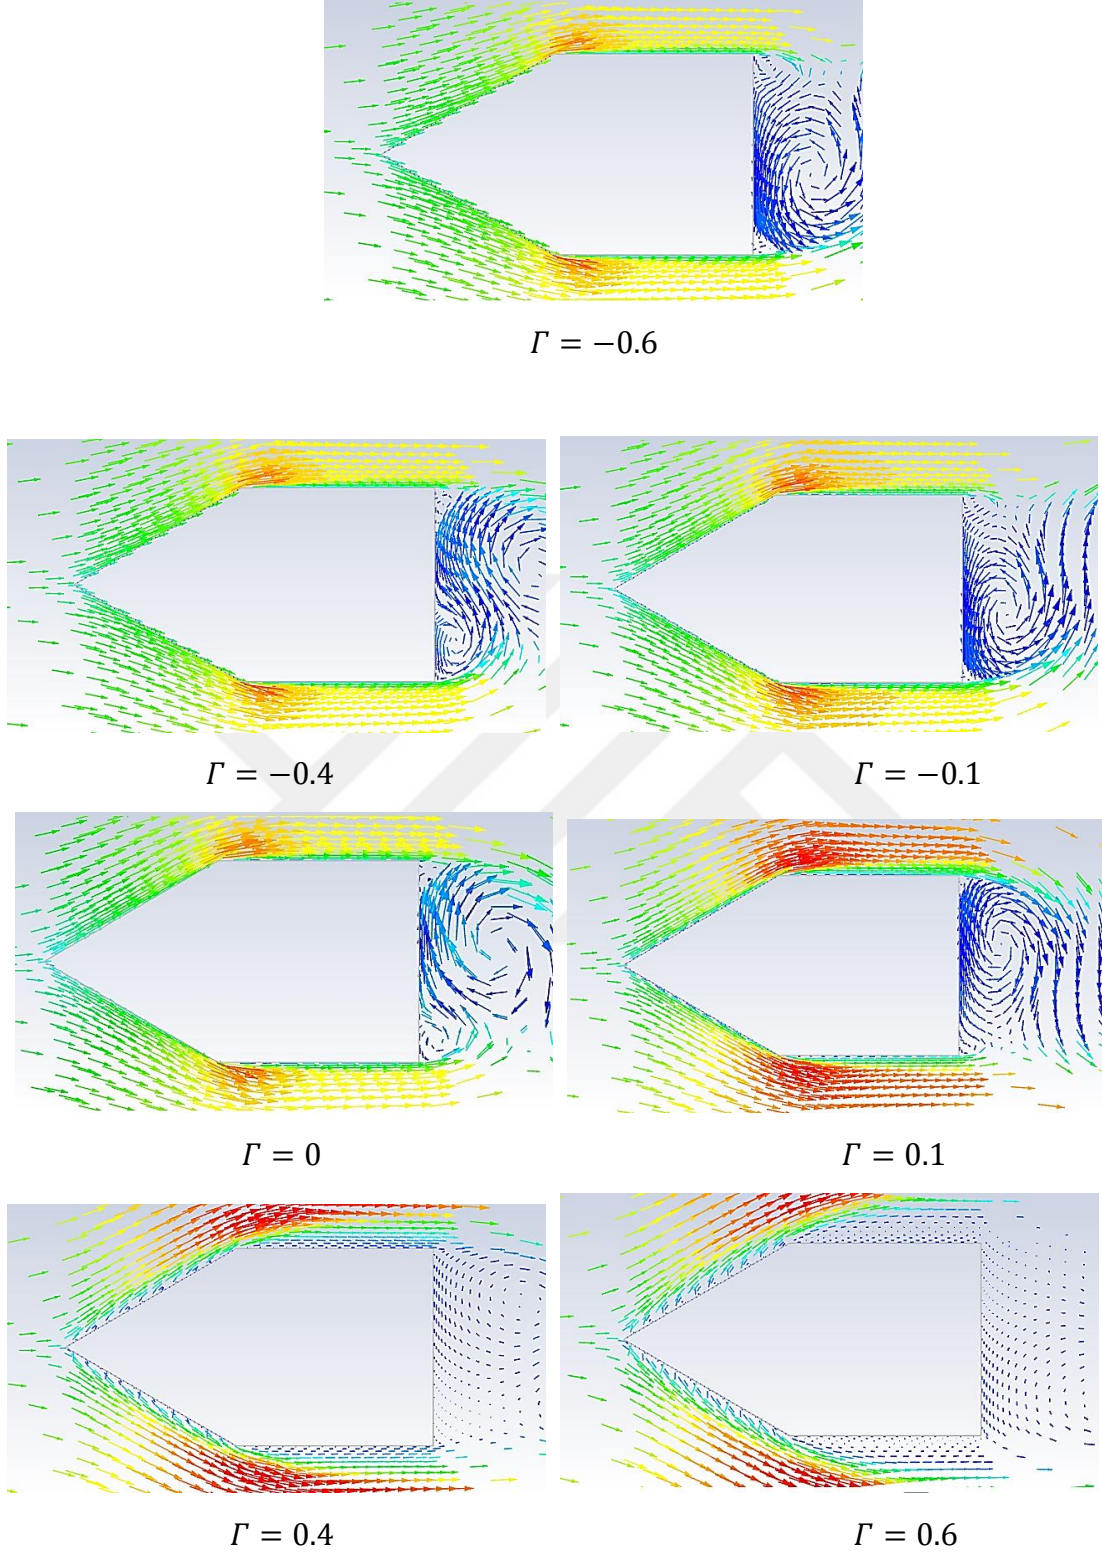 Γ = −0.6
Γ = −0.4
Γ = −0.1
Γ = 0
Γ = 0.1
Γ = 0.4
Γ = 0.6